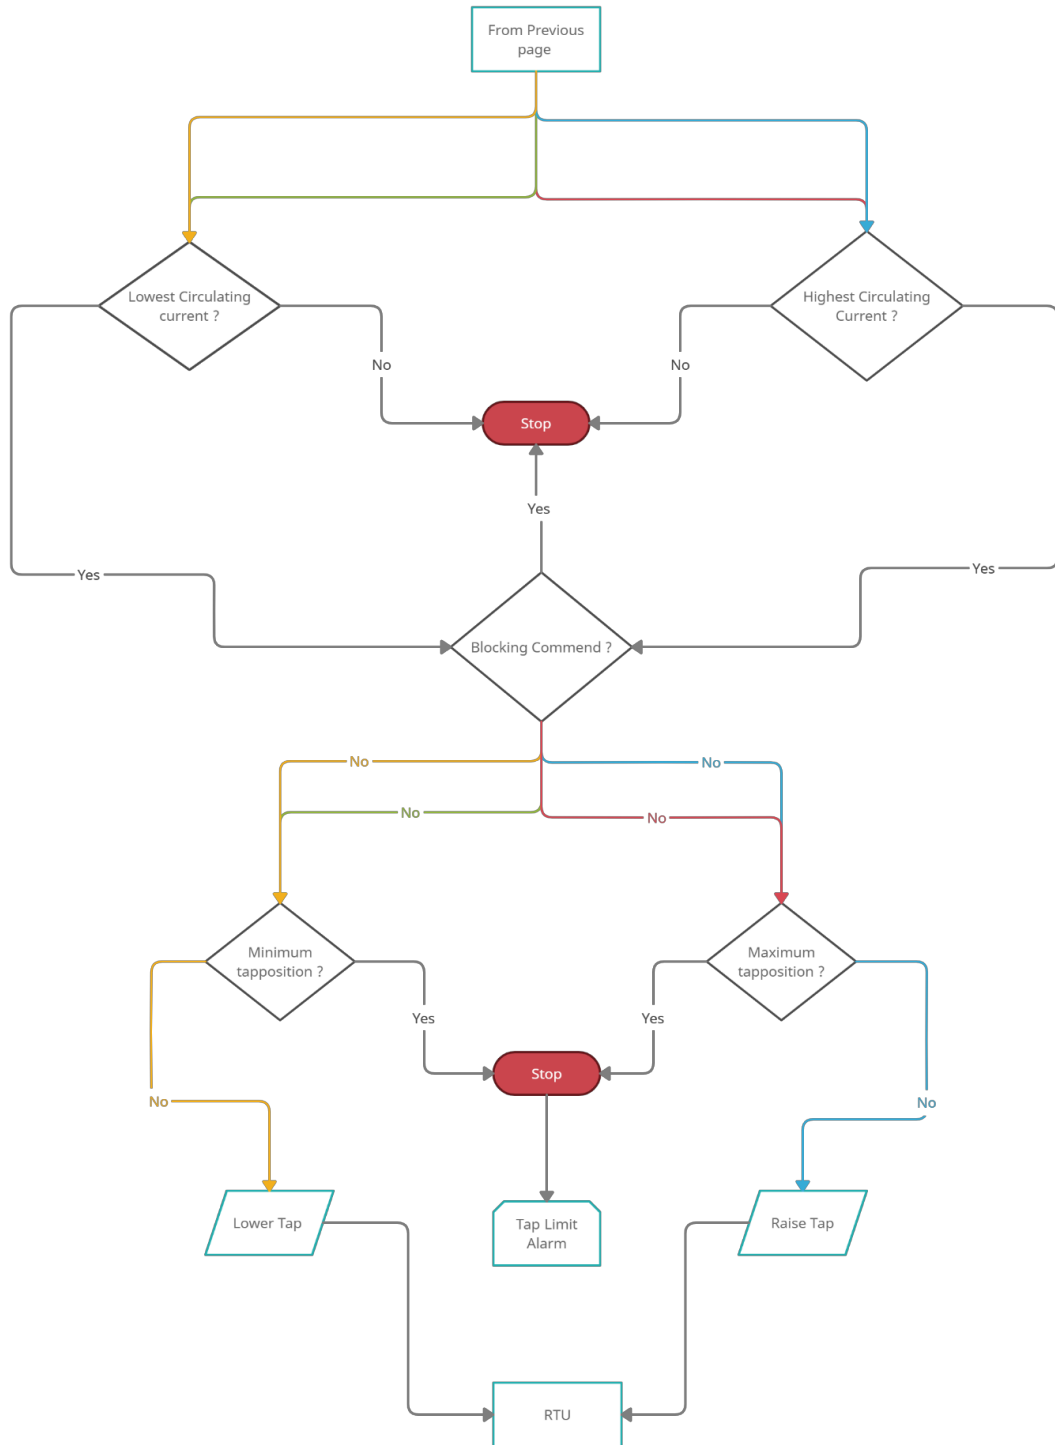 From Previous
page
Lowest Circulating
current ?
Highest Circulating
Current ?
No
No
Stop
Yes
Yes
Yes
Blocking Commend ?
No
No
No
No
Minimum
tapposition ?
Maximum
tapposition ?
Yes
Yes
Stop
No
No
Lower Tap
Tap Limit
Alarm
Raise Tap
RTU